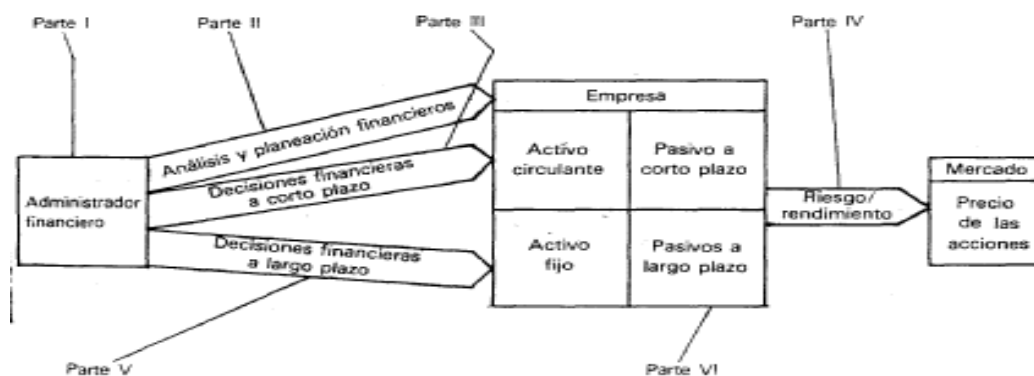 Parte I
Parte II
Parte III
Parte IV
Análisis y planeación financieros
Decisiones financieras
a corto plazo
Decisiones financieras
a largo plazo
Administrador
financiero
Empresa
Activo
circulante
Pasivo a
corto plazo
Activo
fijo
Pasivos a
largo plazo
Riesgo/
rendimiento
Mercado
Precio
de las
acciones
Parte V
Parte VI